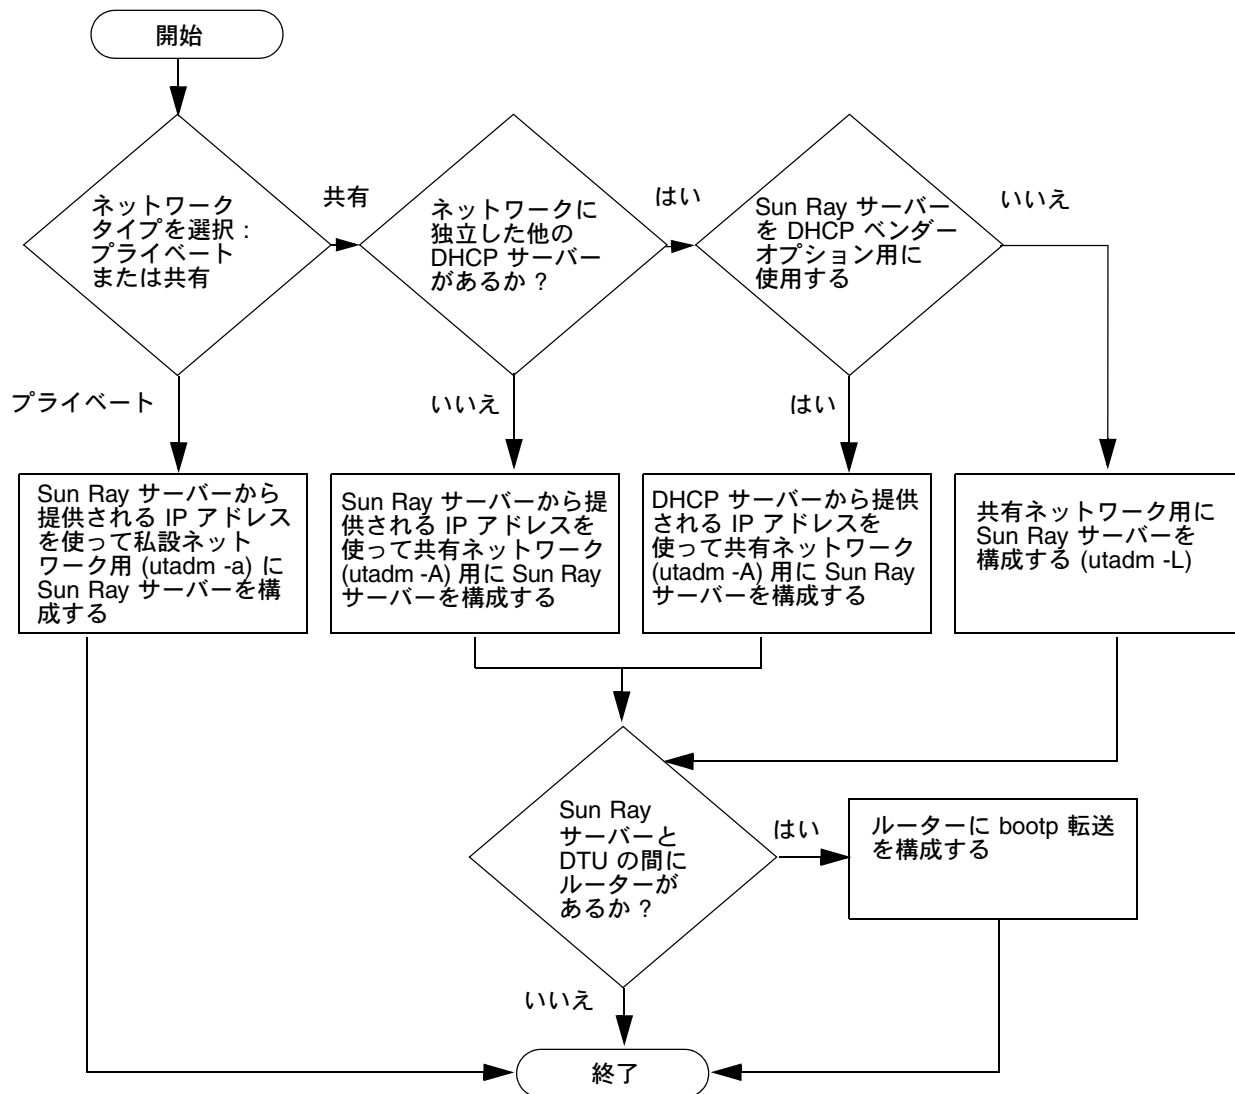 開始
ネットワーク
タイプを選択 :
プライベート
または共有
共有
ネットワークに
独立した他の
DHCP サーバー
があるか ?
はい
Sun Ray サーバー
を DHCP ベンダー
オプション用に
使用する
いいえ
プライベート
いいえ
はい
Sun Ray サーバーから
提供される IP アドレス
を使って私設ネット
ワーク用 (utadm -a) に
Sun Ray サーバーを構
成する
Sun Ray サーバーから提
供される IP アドレスを
使って共有ネットワーク
(utadm -A) 用に Sun Ray
サーバーを構成する
DHCP サーバーから提供
される IP アドレスを
使って共有ネットワーク
(utadm -A) 用に Sun Ray
サーバーを構成する
共有ネットワーク用に
Sun Ray サーバーを
構成する (utadm -L)
Sun Ray
サーバーと
DTU の間に
ルーターが
あるか ?
はい
ルーターに bootp 転送
を構成する
いいえ
終了